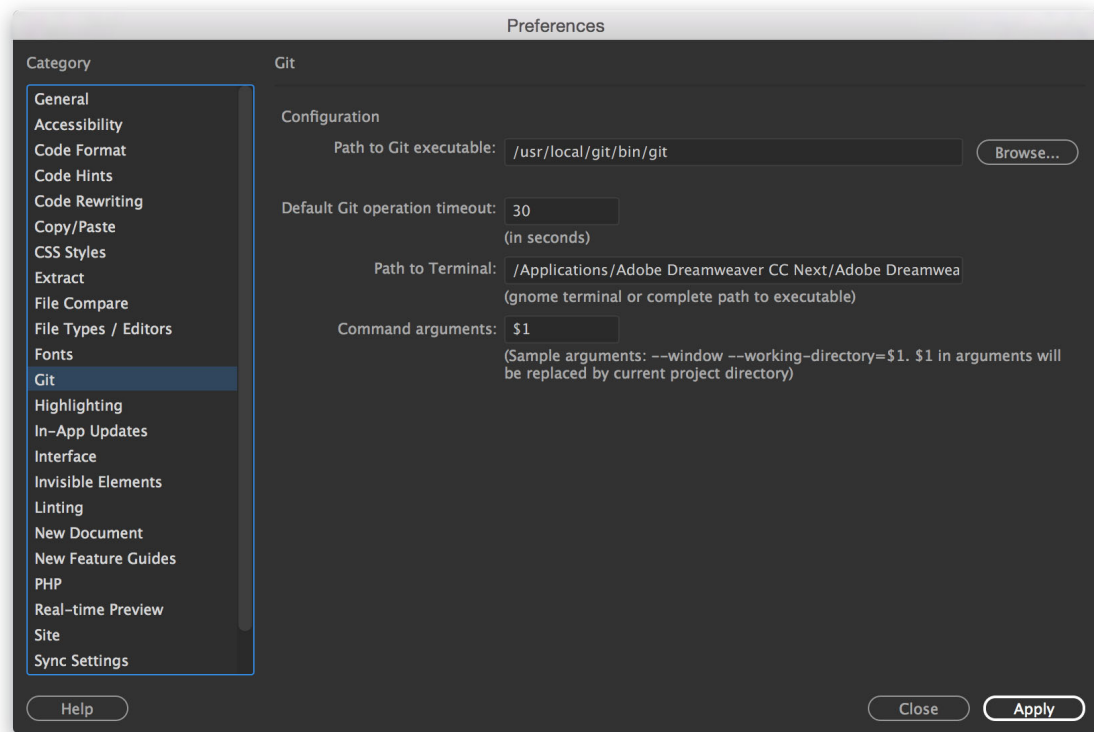 Preferences
Category
General
Accessibility
Code Format
Code Hints
Code Rewriting
Copy/Paste
CSS Styles
Extract
File Compare
File Types / Editors
Fonts
Git
Highlighting
In-App Updates
Interface
Invisible Elements
Linting
New Document
New Feature Guides
PHP
Real-time Preview
Site
Sync Settings
Git
Configuration
Path to Git executable: /usr/local/git/bin/git Browse...
Default Git operation timeout: 30
(in seconds)
Path to Terminal: /Applications/Adobe Dreamweaver CC Next/Adobe Dreamwea
(gnome terminal or complete path to executable)
Command arguments: $1
(Sample arguments: --window --working-directory=$1. $1 in arguments will
be replaced by current project directory)
Help Close Apply